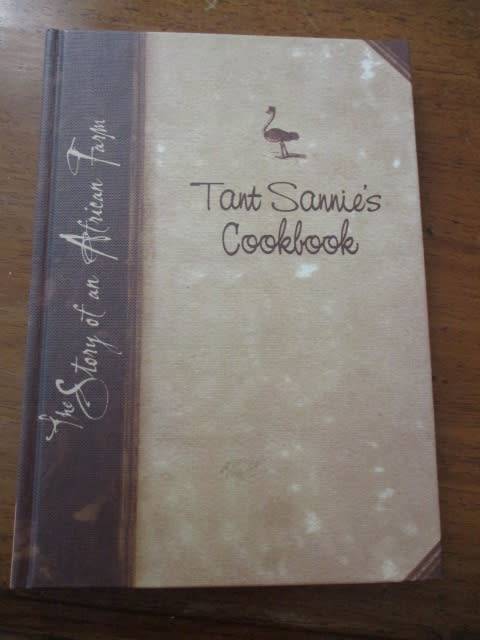 The Story of an African Farm
Tant Sannie's
Cookbook